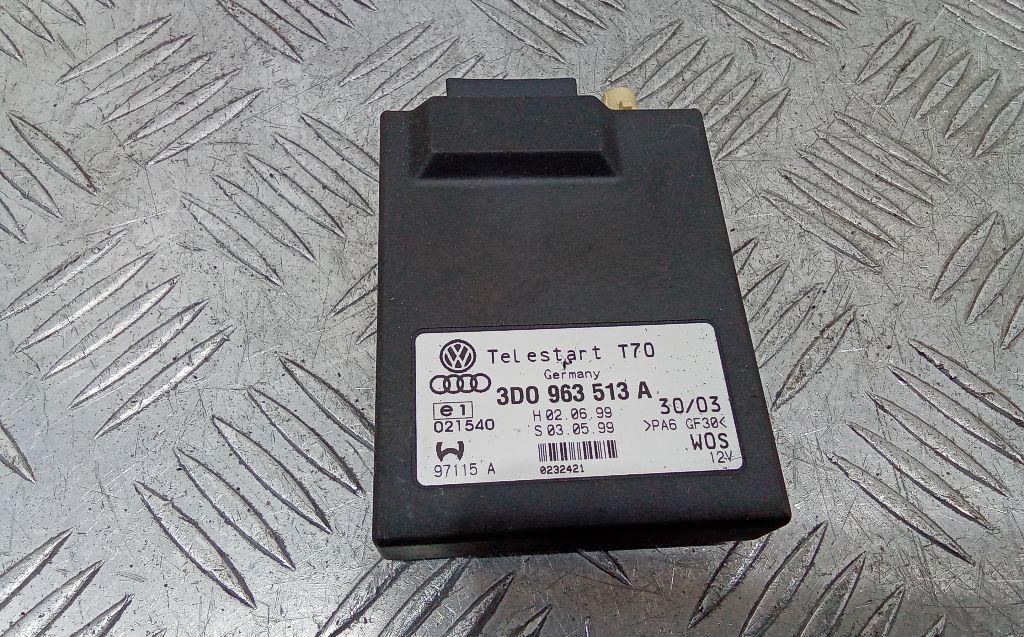 Telestart T70
Germany
3D0 963 513 A
e1
021540
H 02.06.99
S 03.05.99
30/03
>PA6 GF30<
WOS
12V
97115 A
0232421